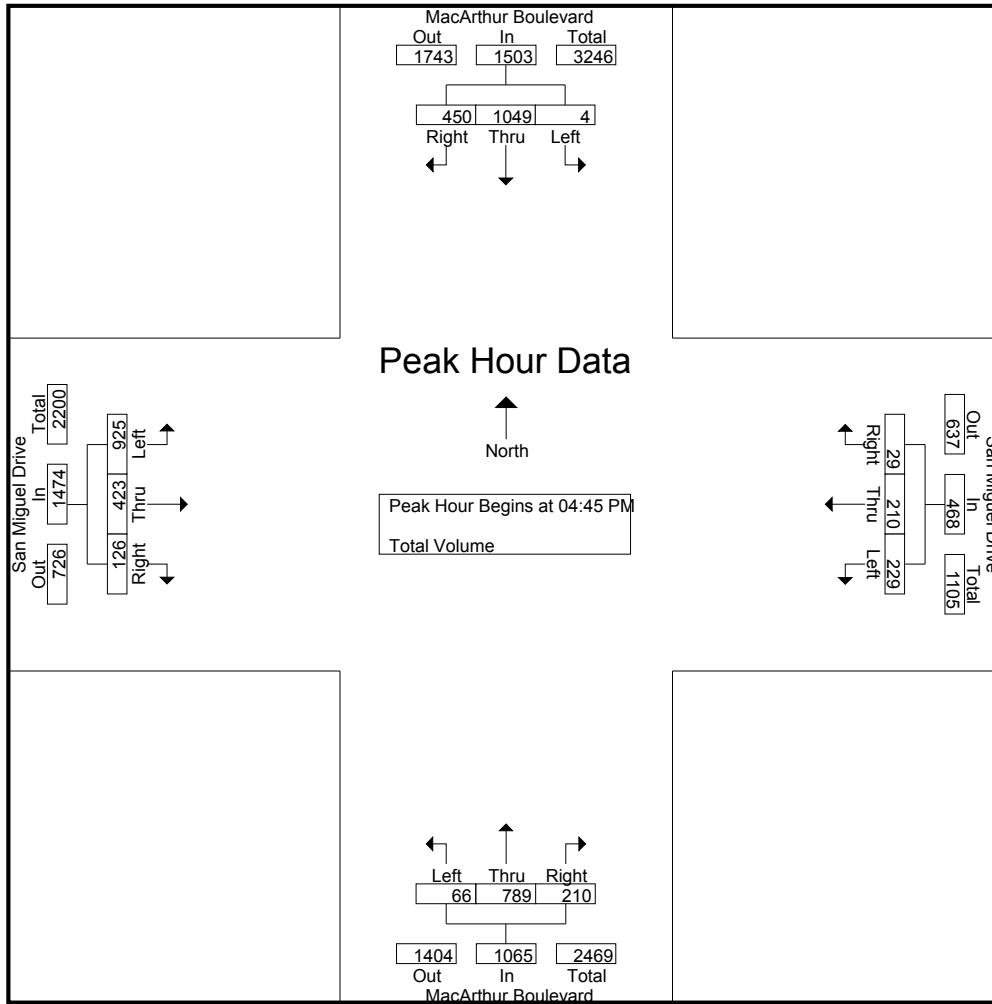 MacArthur Boulevard
Out In Total
1743 1503 3246
450 1049 4
Right Thru Left
Peak Hour Data
North
Peak Hour Begins at 04:45 PM
Total Volume
San Miguel Drive
Total In Out
2200 1474 726
925 423 126
Left Thru Right
San Miguel Drive
Out In Total
637 468 1105
29 210 229
Right Thru Left
Left Thru Right
66 789 210
1404 1065 2469
Out In Total
MacArthur Boulevard